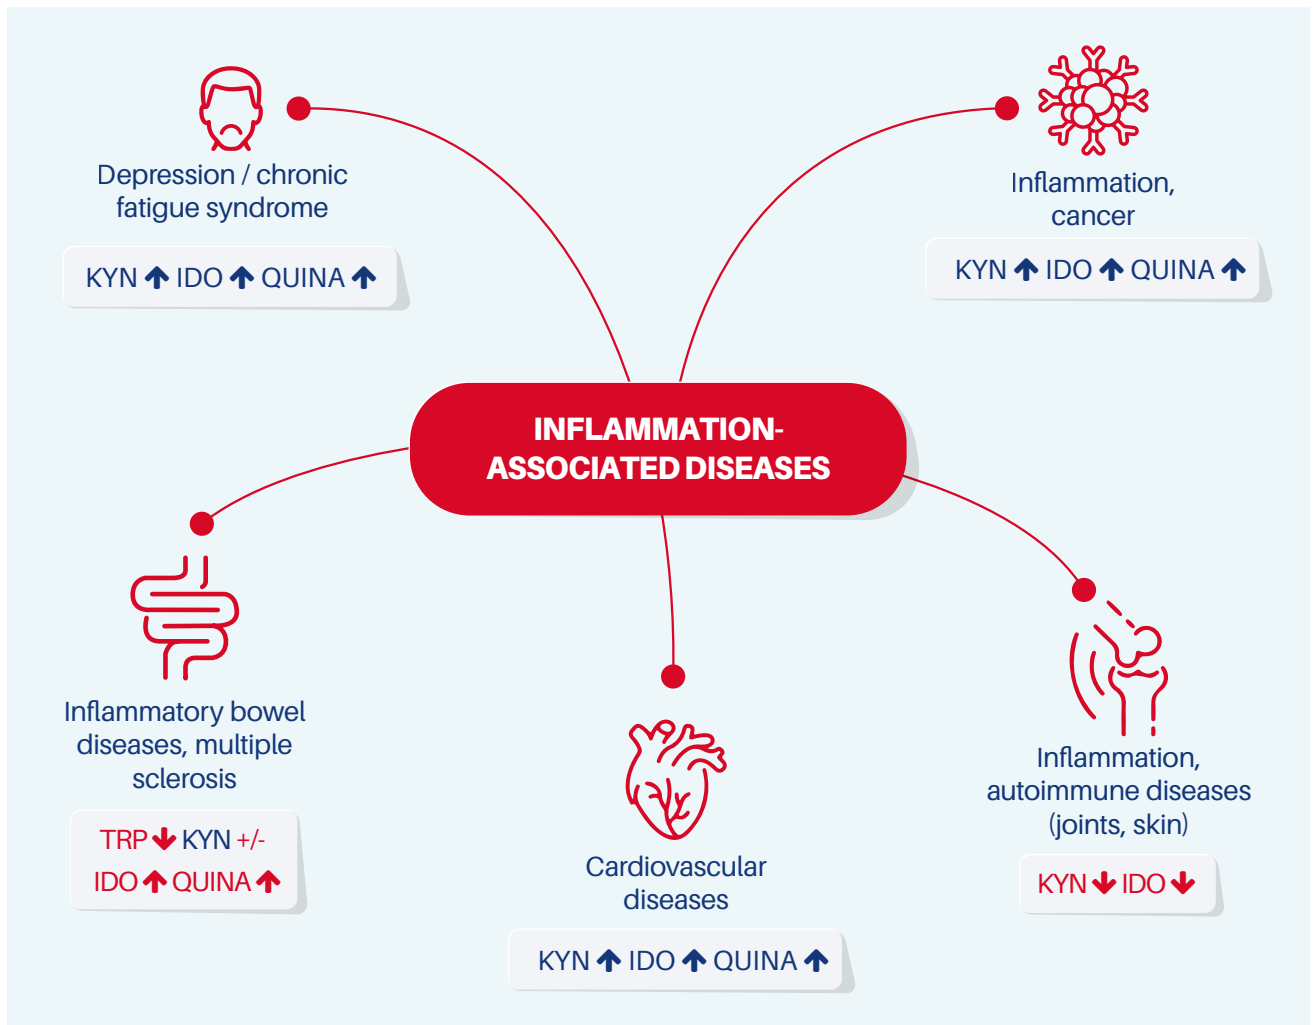 Depression / chronic
fatigue syndrome
KYN ↑ IDO ↑ QUINA ↑
Inflammation,
cancer
KYN ↑ IDO ↑ QUINA ↑
INFLAMMATION-
ASSOCIATED DISEASES
Inflammatory bowel
diseases, multiple
sclerosis
TRP ↓ KYN +/-
IDO ↑ QUINA ↑
Cardiovascular
diseases
KYN ↑ IDO ↑ QUINA ↑
Inflammation,
autoimmune diseases
(joints, skin)
KYN ↓ IDO ↓